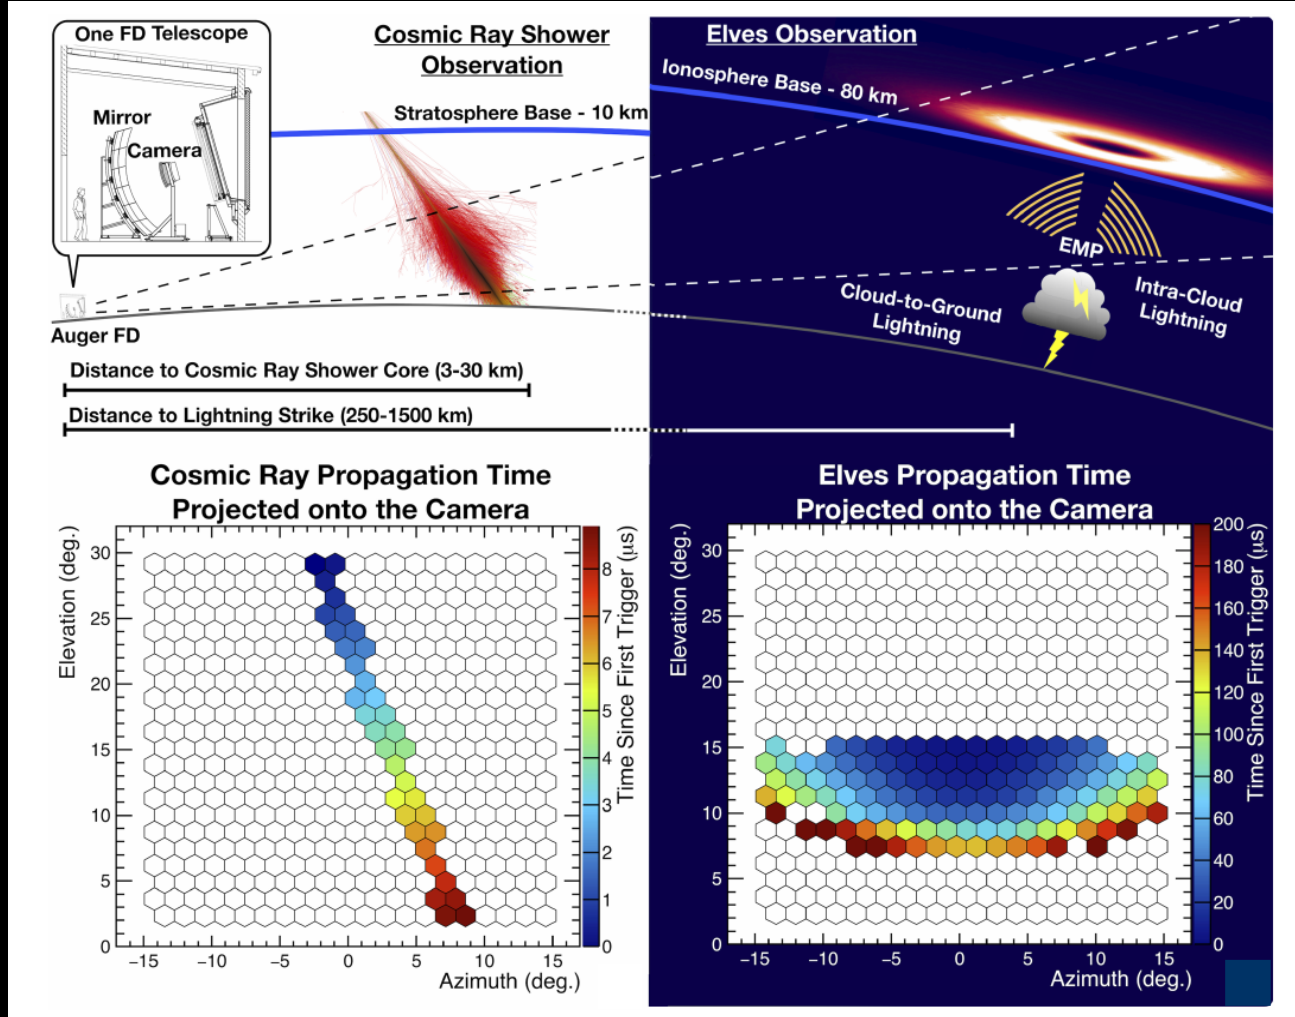 One FD Telescope
Mirror
Camera
Cosmic Ray Shower
Observation
Stratosphere Base - 10 km
Auger FD
Distance to Cosmic Ray Shower Core (3-30 km)
Distance to Lightning Strike (250-1500 km)
Elves Observation
Ionosphere Base - 80 km
EMP
Cloud-to-Ground
Lightning
Intra-Cloud
Lightning
Cosmic Ray Propagation Time
Projected onto the Camera
Elevation (deg.)
30
25
20
15
10
5
0
−15 −10 −5 0 5 10 15
Azimuth (deg.)
8
7
6
5
4
3
2
1
0
Time Since First Trigger (μs)
Elves Propagation Time
Projected onto the Camera
Elevation (deg.)
30
25
20
15
10
5
0
−15 −10 −5 0 5 10 15
Azimuth (deg.)
200
180
160
140
120
100
80
60
40
20
0
Time Since First Trigger (μs)